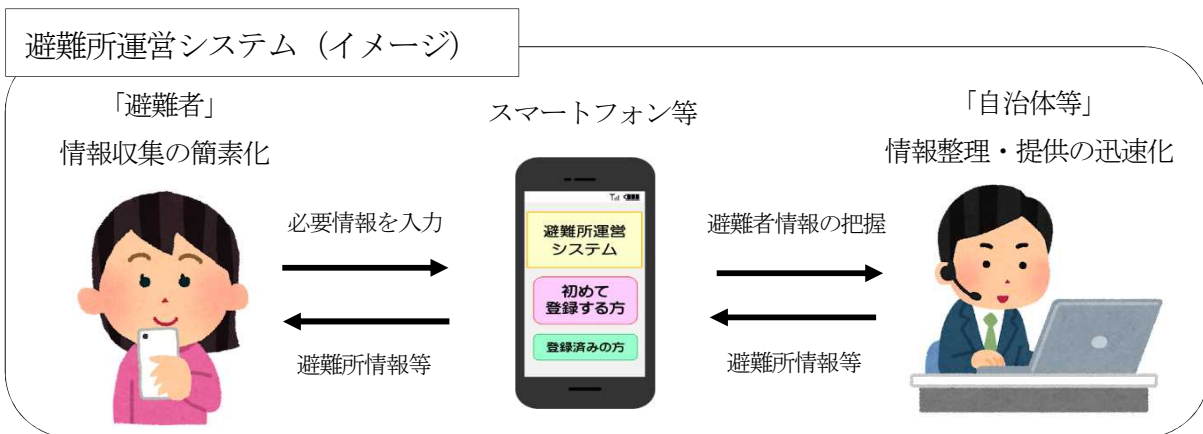 避難所運営システム（イメージ）
「避難者」
情報収集の簡素化
スマートフォン等
「自治体等」
情報整理・提供の迅速化
必要情報を入力
避難所情報等
避難所運営
システム
初めて
登録する方
登録済みの方
避難者情報の把握
避難所情報等